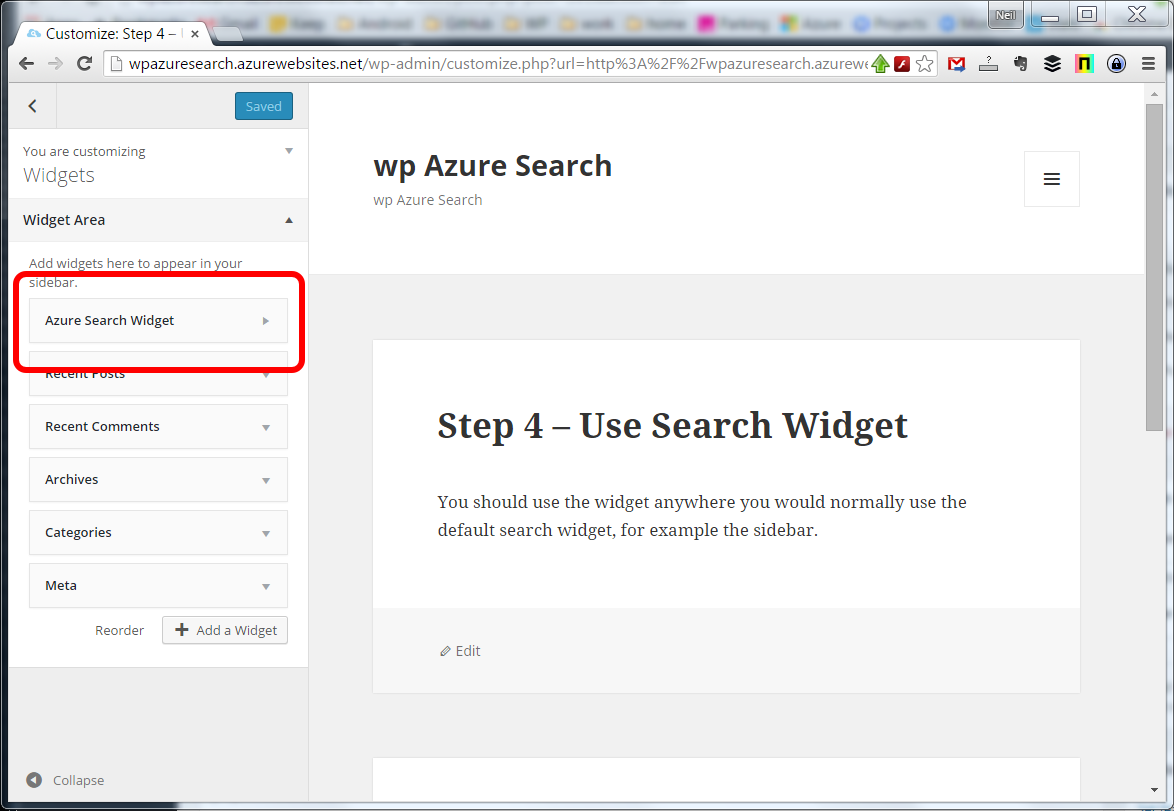 Neil
Customize: Step 4 –
wpazuresearch.azurewebsites.net/wp-admin/customize.php?url=http%3A%2F%2Fwpazuresearch.azurewe
Saved
You are customizing
Widgets
Widget Area
Add widgets here to appear in your
sidebar.
Azure Search Widget
Recent Posts
Recent Comments
Archives
Categories
Meta
Reorder
Add a Widget
Collapse
wp Azure Search
wp Azure Search
Step 4 – Use Search Widget
You should use the widget anywhere you would normally use the
default search widget, for example the sidebar.
Edit